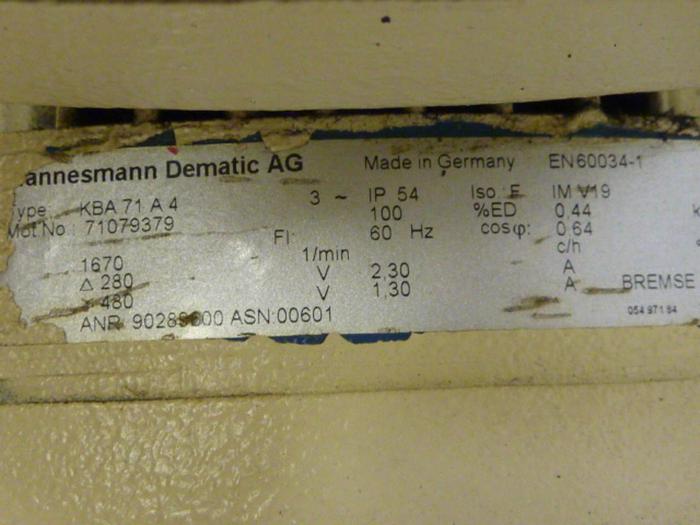 annesmann Dematic AG Made in Germany EN60034-1
Type: KBA 71 A 4 3 ~ IP 54 Iso : F IM V19
Mot No : 71079379 100 %ED 0,44 k
FI: 60 Hz cosφ: 0,64
1670 1/min c/h
△ 280 V 2,30 A
480 V 1,30 A BREMSE
ANR. ASN:00601 054 971 84